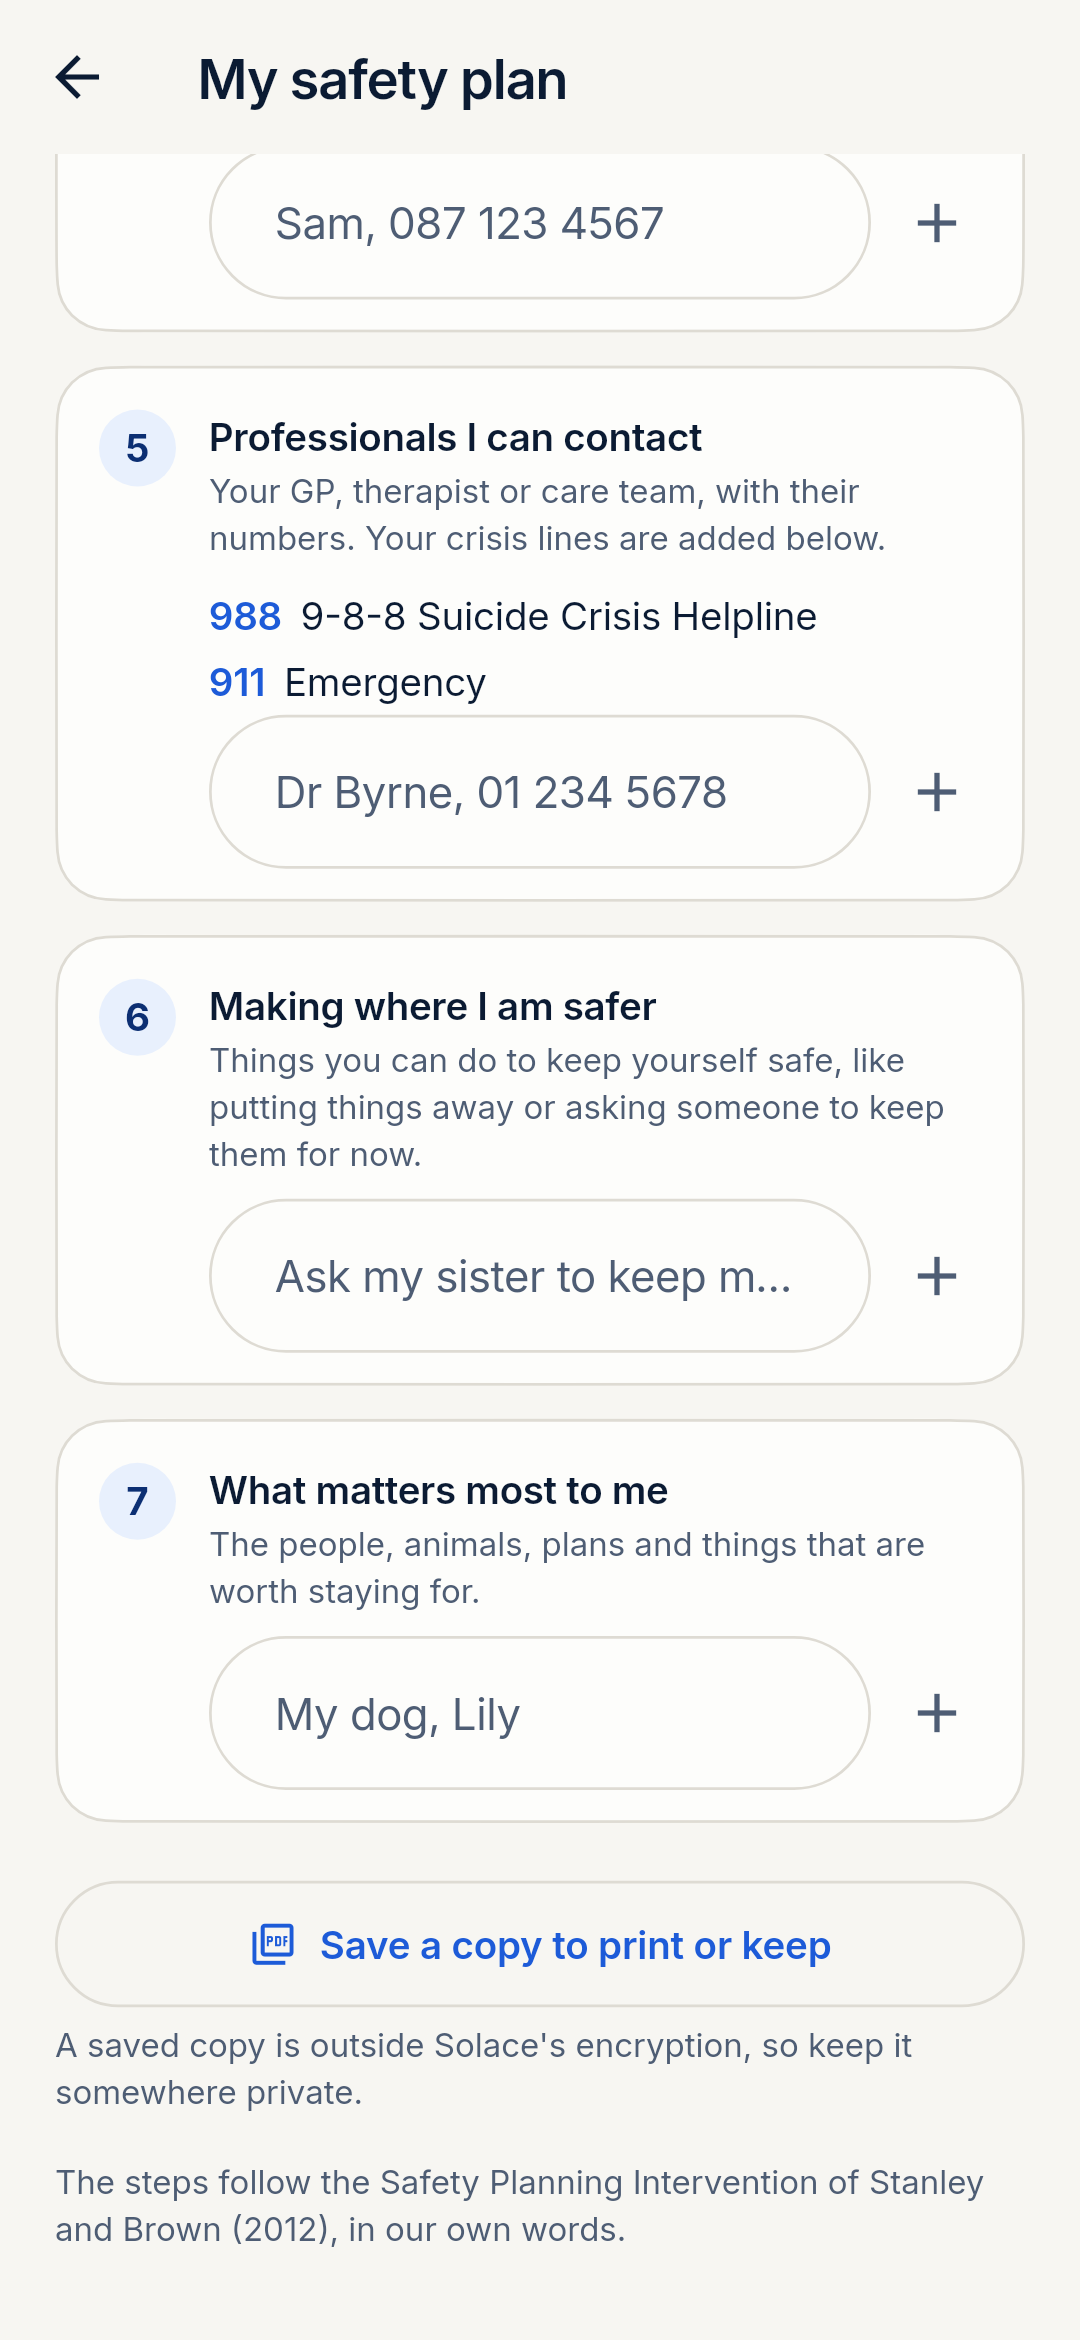 My safety plan
Sam, 087 123 4567
5
Professionals I can contact
Your GP, therapist or care team, with their
numbers. Your crisis lines are added below.
988 9-8-8 Suicide Crisis Helpline
911 Emergency
Dr Byrne, 01 234 5678
6
Making where I am safer
Things you can do to keep yourself safe, like
putting things away or asking someone to keep
them for now.
Ask my sister to keep m...
7
What matters most to me
The people, animals, plans and things that are
worth staying for.
My dog, Lily
PDF Save a copy to print or keep
A saved copy is outside Solace's encryption, so keep it
somewhere private.
The steps follow the Safety Planning Intervention of Stanley
and Brown (2012), in our own words.